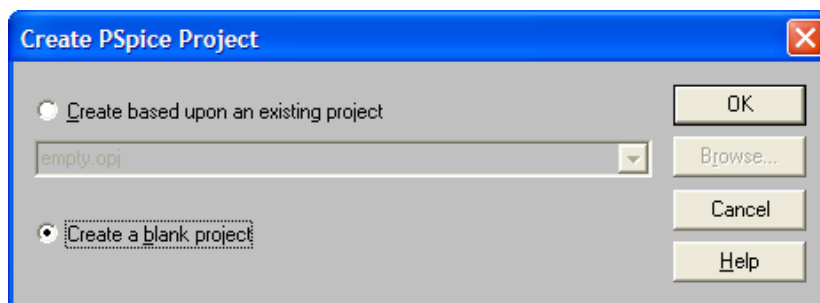 Create PSpice Project
Create based upon an existing project
OK
empty.opj
Browse...
Create a blank project
Cancel
Help